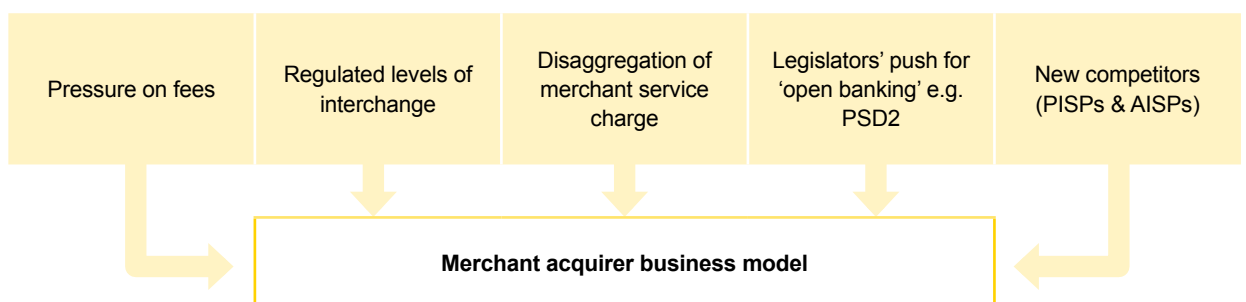 Pressure on fees
Regulated levels of
interchange
Disaggregation of
merchant service
charge
Legislators’ push for
‘open banking’ e.g.
PSD2
New competitors
(PISPs & AISPs)
Merchant acquirer business model